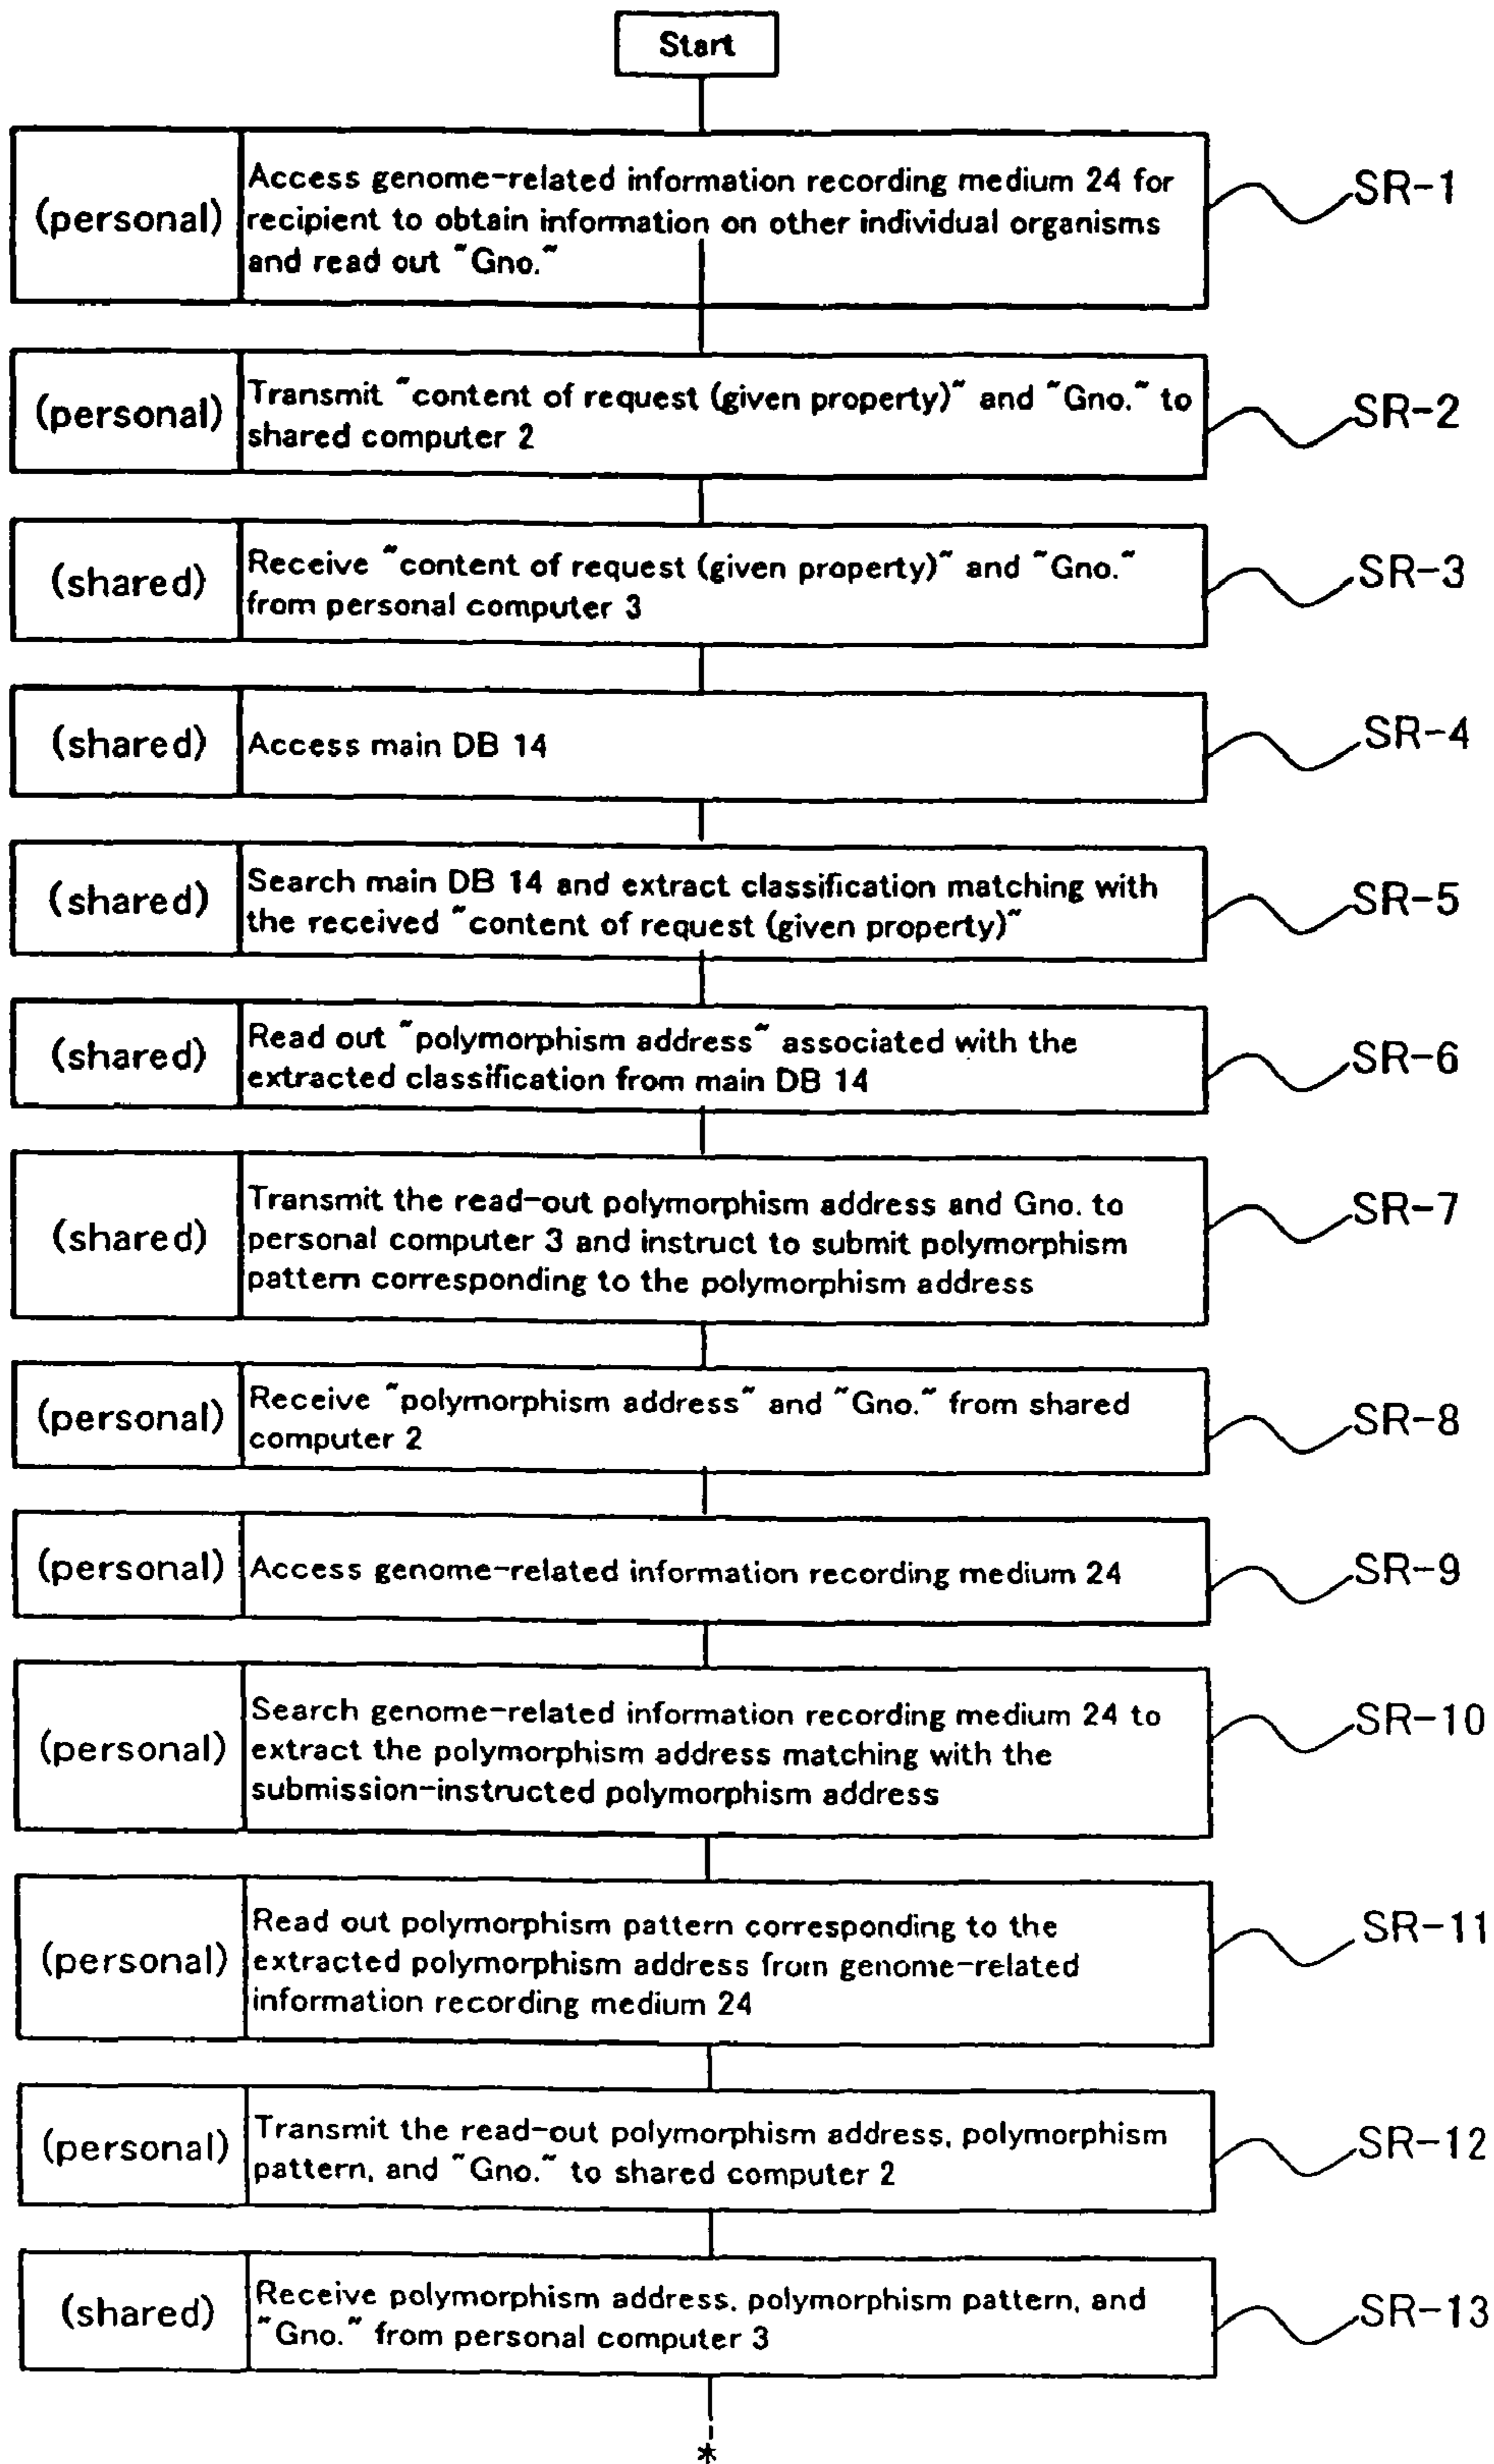 Start
(personal)
Access genome-related information recording medium 24 for
recipient to obtain information on other individual organisms
and read out ˝Gno.˝
SR-1
(personal)
Transmit ˝content of request (given property)˝ and ˝Gno.˝ to
shared computer 2
SR-2
(shared)
Receive ˝content of request (given property)˝ and ˝Gno.˝
from personal computer 3
SR-3
(shared)
Access main DB 14
SR-4
(shared)
Search main DB 14 and extract classification matching with
the received ˝content of request (given property)˝
SR-5
(shared)
Read out ˝polymorphism address˝ associated with the
extracted classification from main DB 14
SR-6
(shared)
Transmit the read-out polymorphism address and Gno. to
personal computer 3 and instruct to submit polymorphism
pattern corresponding to the polymorphism address
SR-7
(personal)
Receive ˝polymorphism address˝ and ˝Gno.˝ from shared
computer 2
SR-8
(personal)
Access genome-related information recording medium 24
SR-9
(personal)
Search genome-related information recording medium 24 to
extract the polymorphism address matching with the
submission-instructed polymorphism address
SR-10
(personal)
Read out polymorphism pattern corresponding to the
extracted polymorphism address from genome-related
information recording medium 24
SR-11
(personal)
Transmit the read-out polymorphism address, polymorphism
pattern, and ˝Gno.˝ to shared computer 2
SR-12
(shared)
Receive polymorphism address, polymorphism pattern, and
˝Gno.˝ from personal computer 3
SR-13
*